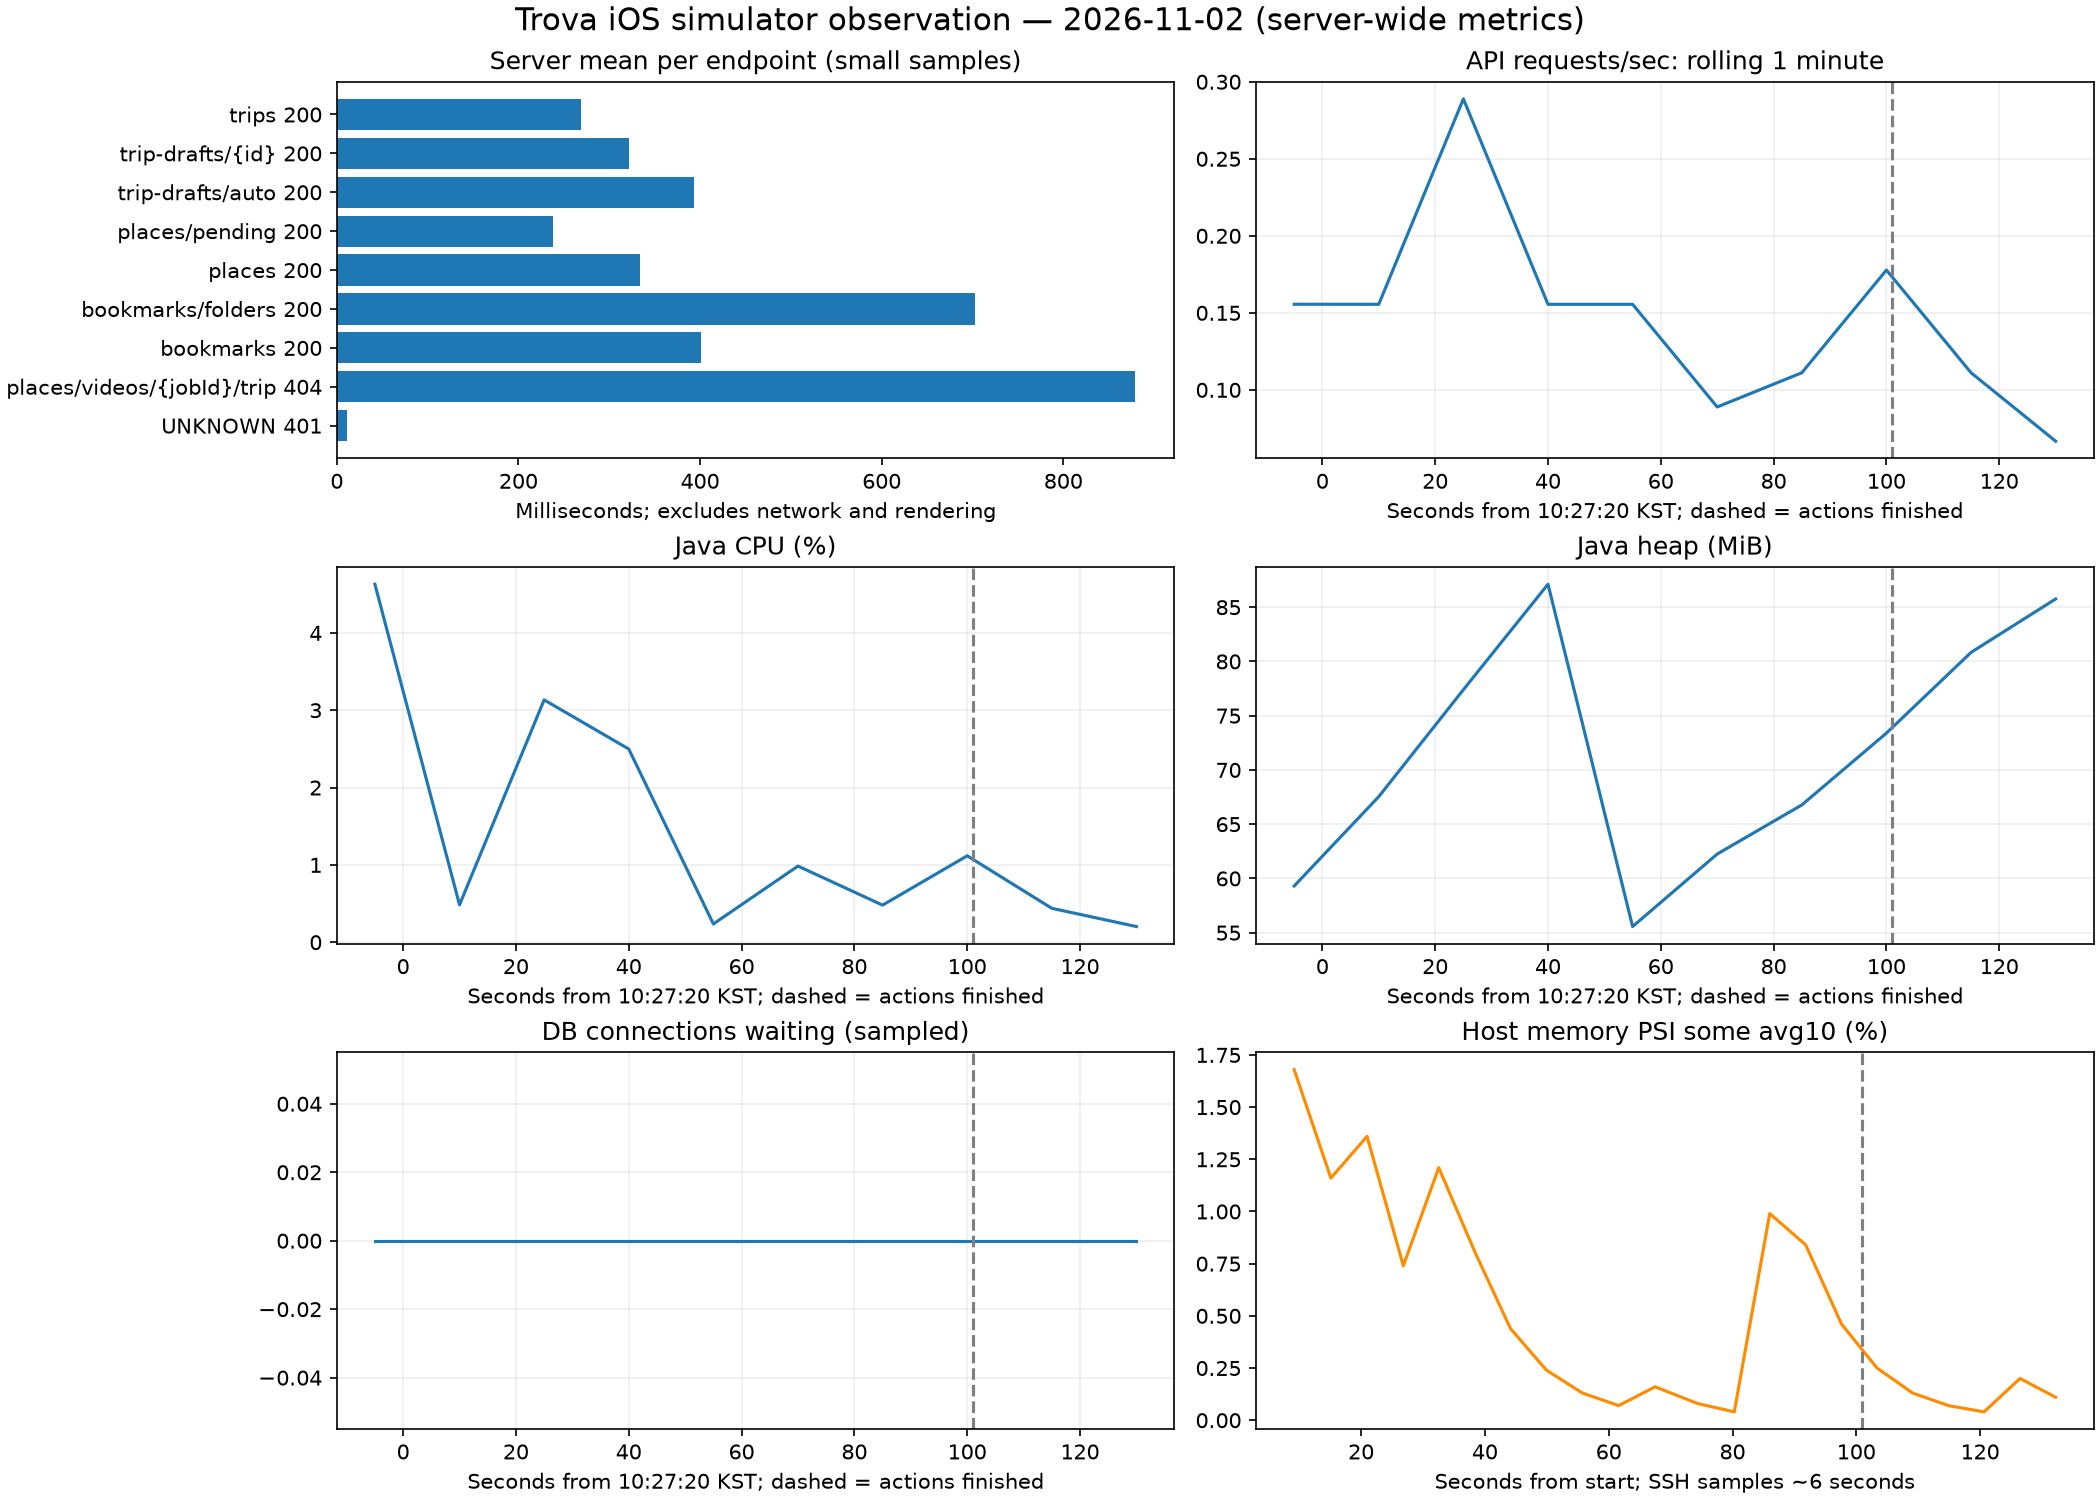 Trova iOS simulator observation — 2026-11-02 (server-wide metrics)
Server mean per endpoint (small samples)
trips 200
trip-drafts/{id} 200
trip-drafts/auto 200
places/pending 200
places 200
bookmarks/folders 200
bookmarks 200
places/videos/{jobId}/trip 404
UNKNOWN 401
0 200 400 600 800
Milliseconds; excludes network and rendering
API requests/sec: rolling 1 minute
0.30
0.25
0.20
0.15
0.10
0 20 40 60 80 100 120
Seconds from 10:27:20 KST; dashed = actions finished
Java CPU (%)
4
3
2
1
0
0 20 40 60 80 100 120
Seconds from 10:27:20 KST; dashed = actions finished
Java heap (MiB)
85
80
75
70
65
60
55
0 20 40 60 80 100 120
Seconds from 10:27:20 KST; dashed = actions finished
DB connections waiting (sampled)
0.04
0.02
0.00
−0.02
−0.04
0 20 40 60 80 100 120
Seconds from 10:27:20 KST; dashed = actions finished
Host memory PSI some avg10 (%)
1.75
1.50
1.25
1.00
0.75
0.50
0.25
0.00
20 40 60 80 100 120
Seconds from start; SSH samples ~6 seconds